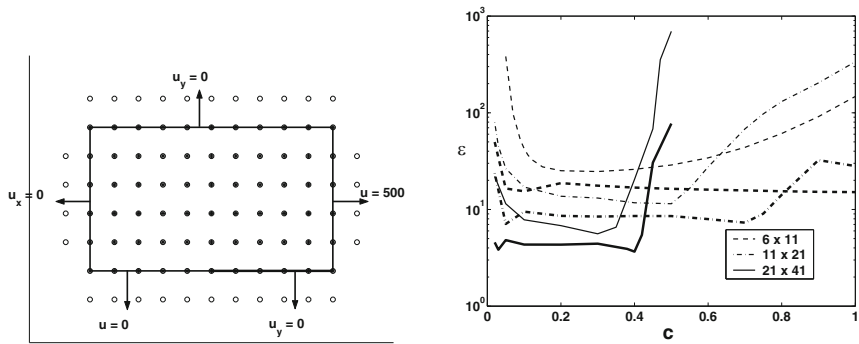 u_y = 0
u_x = 0
u = 500
u = 0
u_y = 0
10^3
10^2
10^1
10^0
ε
0 0.2 0.4 0.6 0.8 1
c
6 x 11
11 x 21
21 x 41